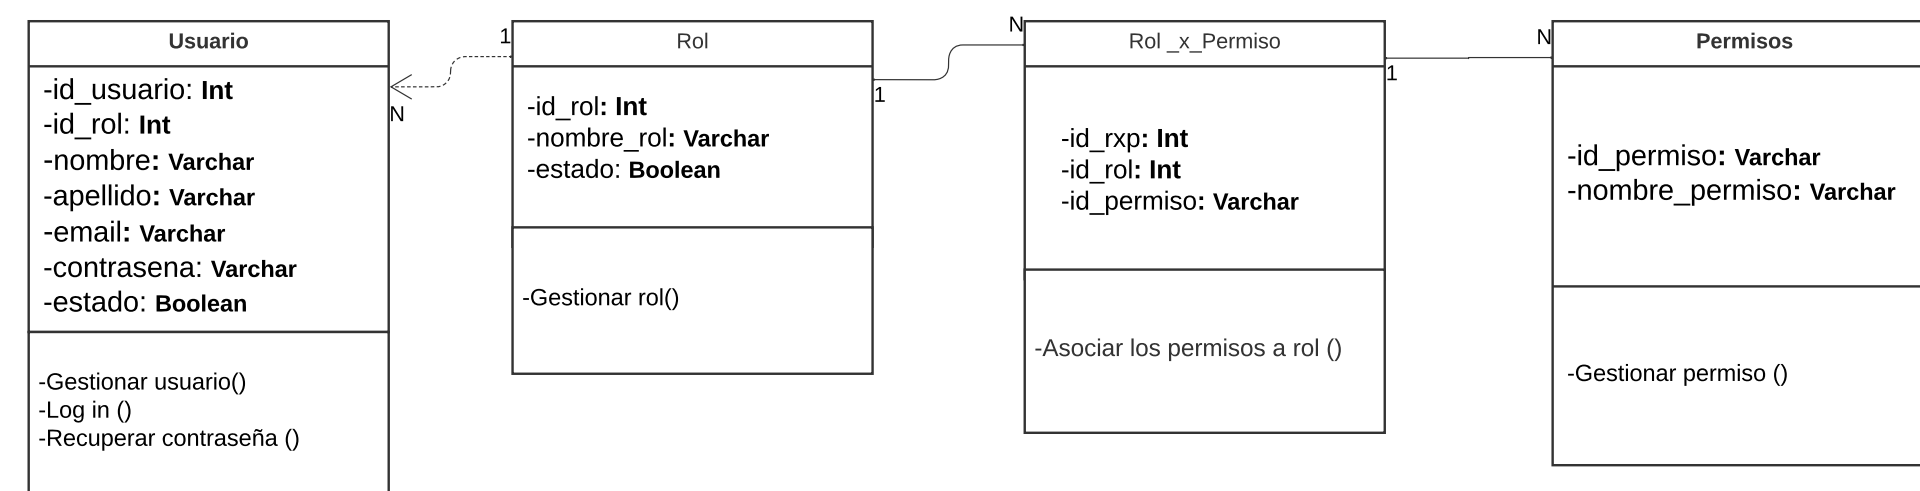 Usuario
-id_usuario: Int
-id_rol: Int
-nombre: Varchar
-apellido: Varchar
-email: Varchar
-contrasena: Varchar
-estado: Boolean
-Gestionar usuario()
-Log in ()
-Recuperar contraseña ()
N
1
Rol
-id_rol: Int
-nombre_rol: Varchar
-estado: Boolean
-Gestionar rol()
1
N
Rol _x_Permiso
-id_rxp: Int
-id_rol: Int
-id_permiso: Varchar
-Asociar los permisos a rol ()
1
N
Permisos
-id_permiso: Varchar
-nombre_permiso: Varchar
-Gestionar permiso ()